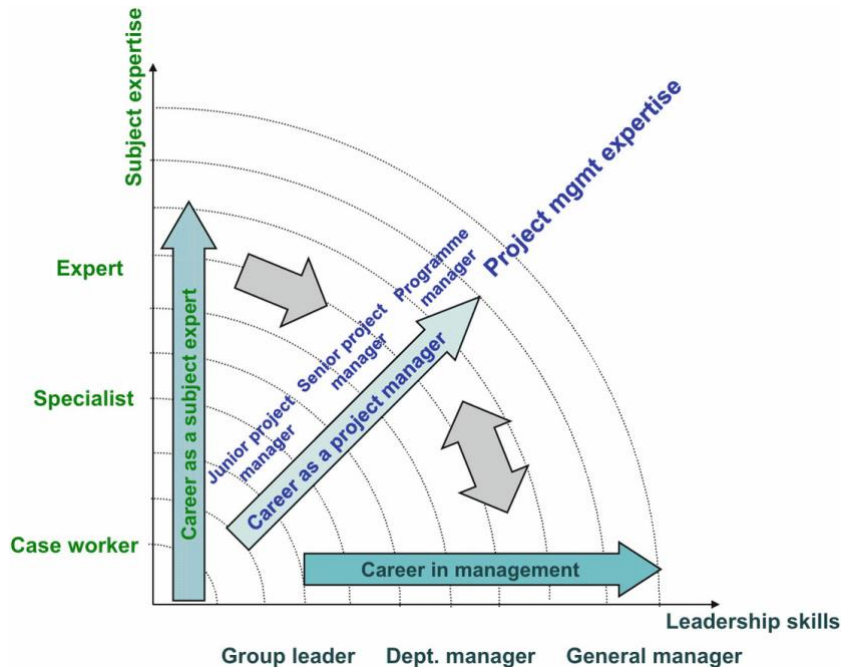 Subject expertise
Project mgmt expertise
Programme
manager
Expert
Senior project
manager
Career as a subject expert
Specialist
Career as a project manager
Junior project
manager
Case worker
Career in management
Leadership skills
Group leader
Dept. manager
General manager